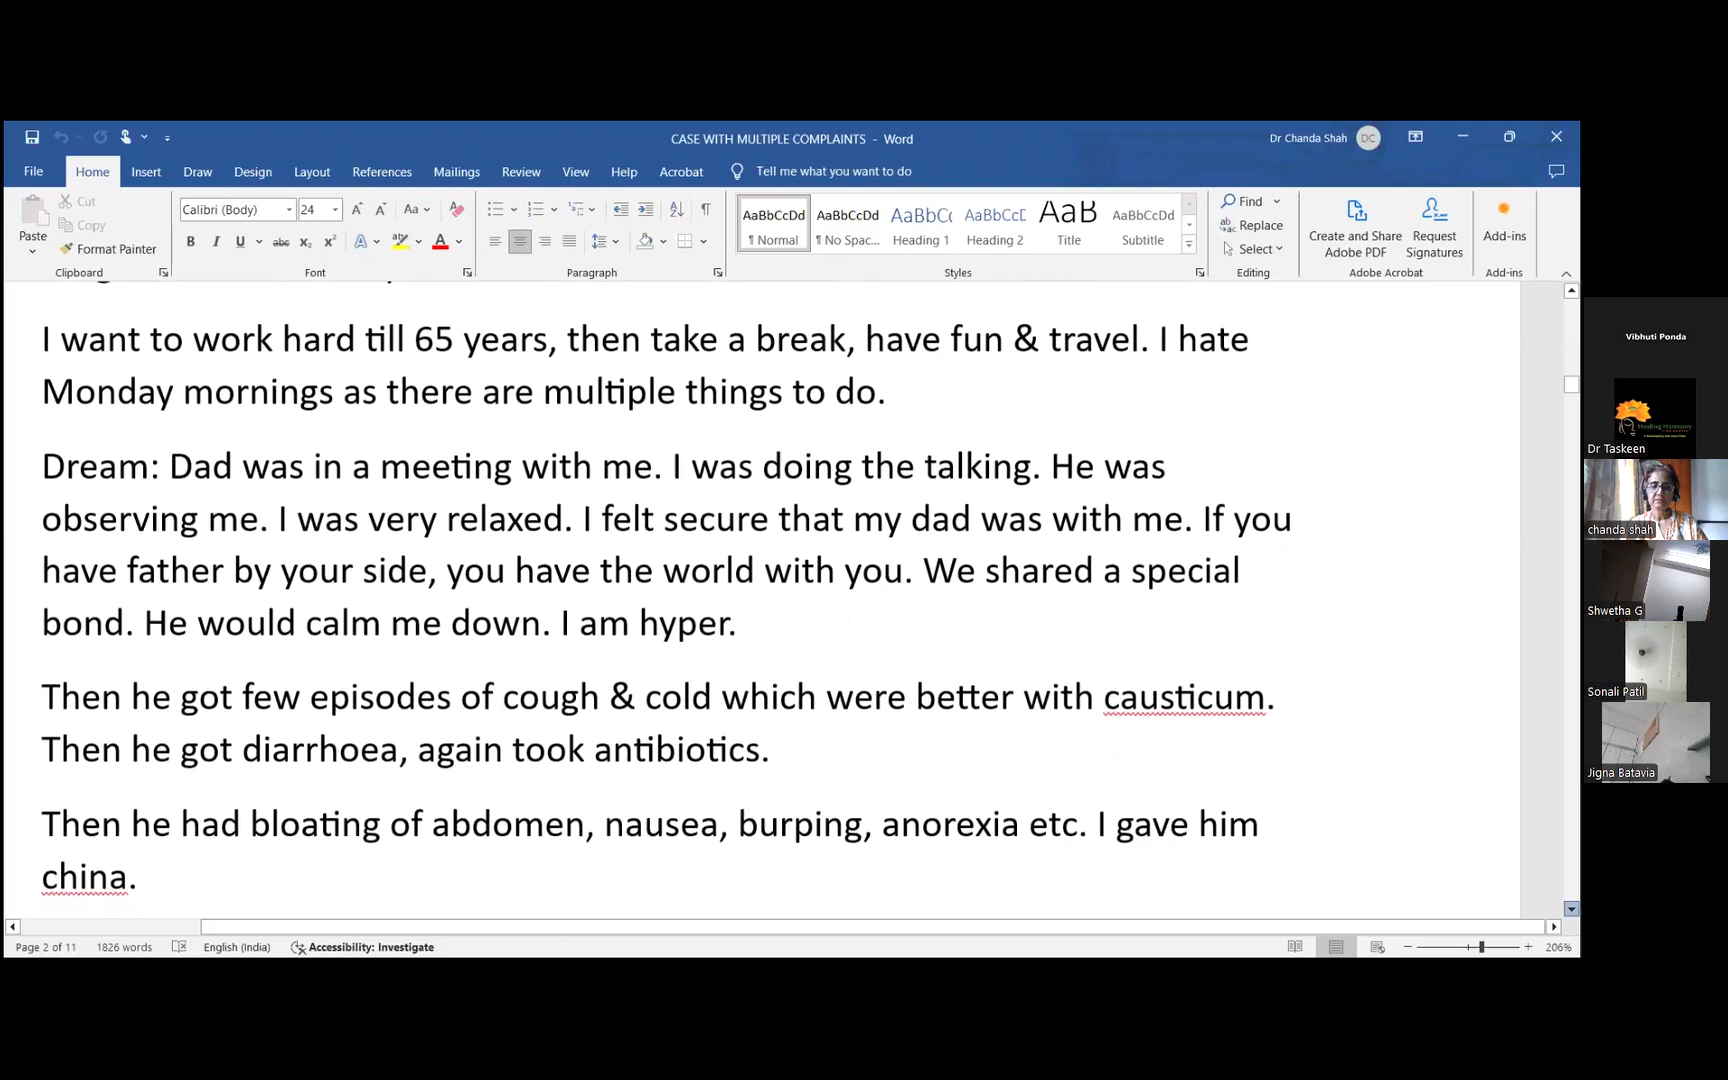 CASE WITH MULTIPLE COMPLAINTS - Word
Dr Chanda Shah
DC
File Home Insert Draw Design Layout References Mailings Review View Help Acrobat Tell me what you want to do
Paste
Cut
Copy
Format Painter
Clipboard
Calibri (Body) 24
Font
Paragraph
AaBbCcDd AaBbCcDd AaBbCc AaBbCcD AaB AaBbCcDd
¶ Normal ¶ No Spac... Heading 1 Heading 2 Title Subtitle
Styles
Find
Replace
Select
Editing
Create and Share Adobe PDF
Request Signatures
Adobe Acrobat
Add-ins
Add-ins
I want to work hard till 65 years, then take a break, have fun & travel. I hate
Monday mornings as there are multiple things to do.
Dream: Dad was in a meeting with me. I was doing the talking. He was
observing me. I was very relaxed. I felt secure that my dad was with me. If you
have father by your side, you have the world with you. We shared a special
bond. He would calm me down. I am hyper.
Then he got few episodes of cough & cold which were better with causticum.
Then he got diarrhoea, again took antibiotics.
Then he had bloating of abdomen, nausea, burping, anorexia etc. I gave him
china.
Page 2 of 11 1826 words English (India) Accessibility: Investigate 206%
Vibhuti Ponda
Healing Harmony
Dr Taskeen
chanda shah
Shwetha G
Sonali Patil
Jigna Batavia